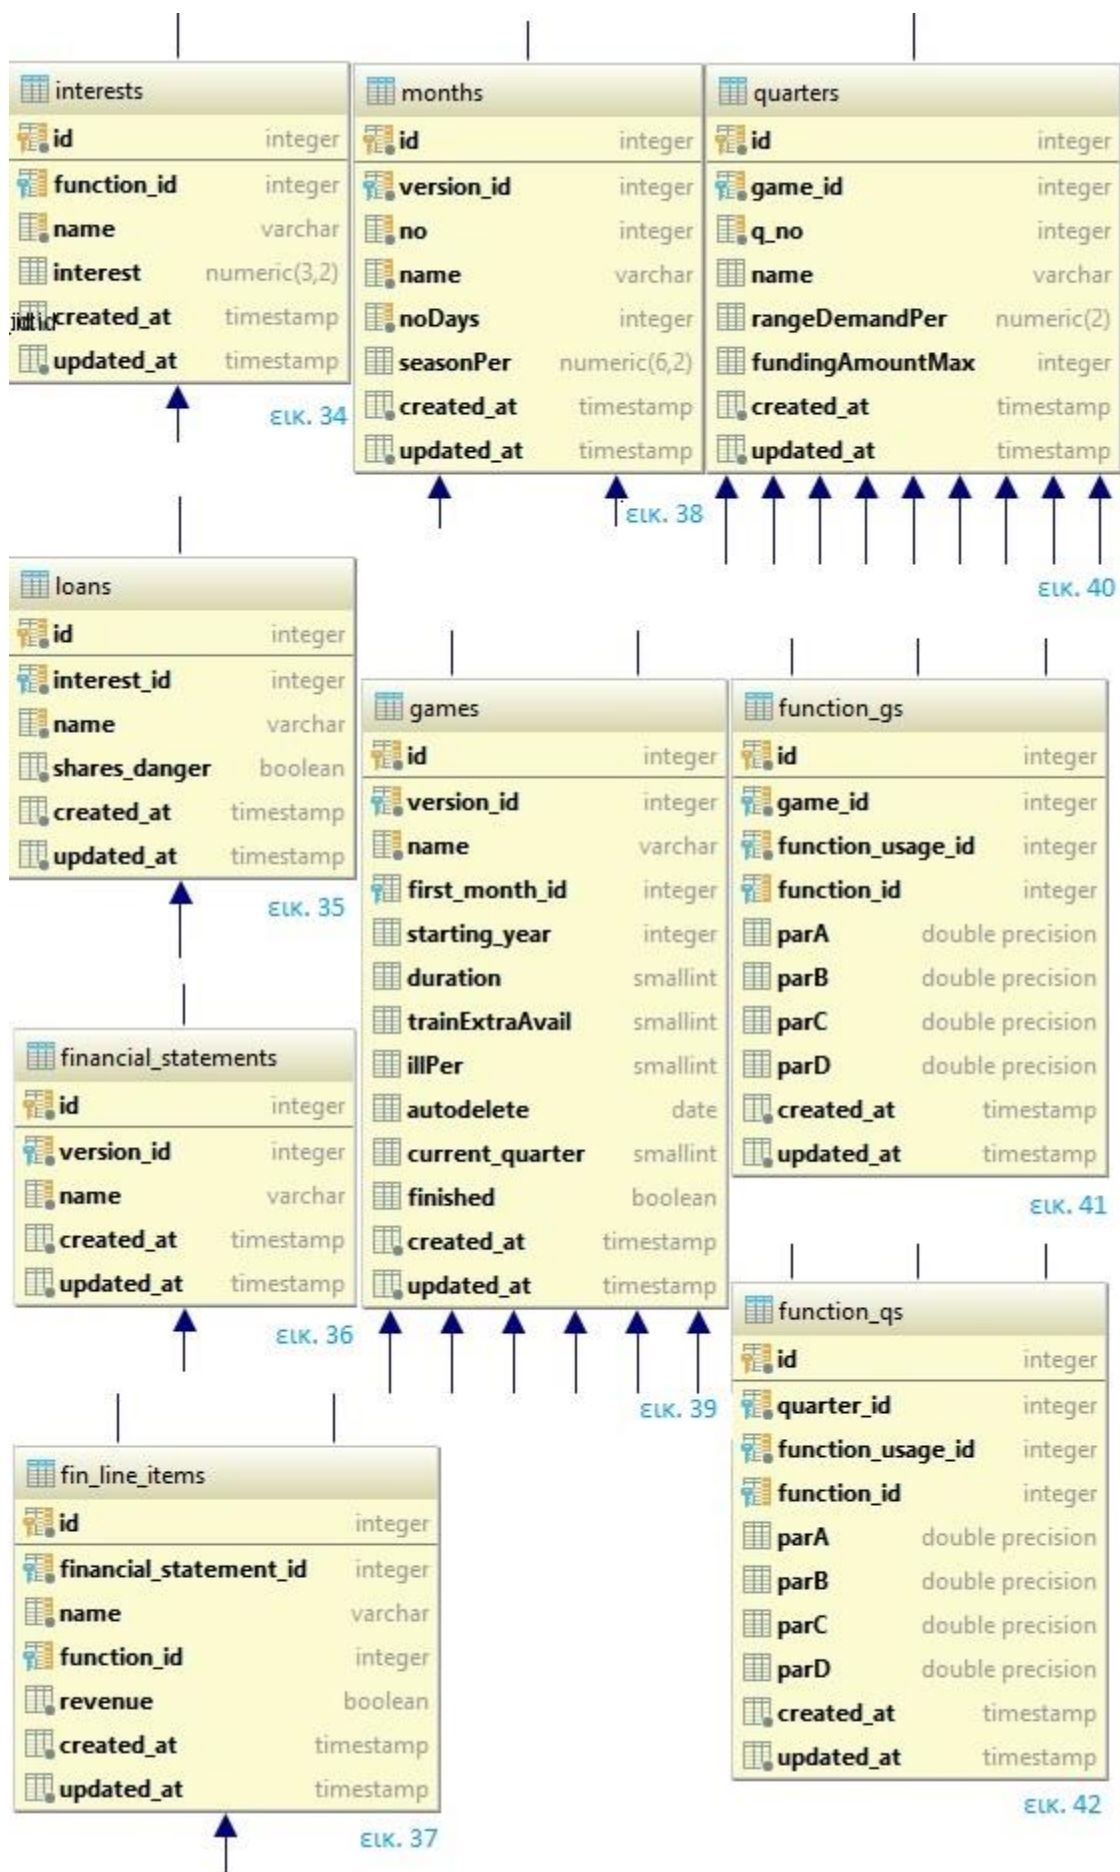 interests
id integer
function_id integer
name varchar
interest numeric(3,2)
created_at timestamp
updated_at timestamp
εικ. 34
months
id integer
version_id integer
no integer
name varchar
noDays integer
seasonPer numeric(6,2)
created_at timestamp
updated_at timestamp
εικ. 38
quarters
id integer
game_id integer
q_no integer
name varchar
rangeDemandPer numeric(2)
fundingAmountMax integer
created_at timestamp
updated_at timestamp
εικ. 40
loans
id integer
interest_id integer
name varchar
shares_danger boolean
created_at timestamp
updated_at timestamp
εικ. 35
games
id integer
version_id integer
name varchar
first_month_id integer
starting_year integer
duration smallint
trainExtraAvail smallint
illPer smallint
autodelete date
current_quarter smallint
finished boolean
created_at timestamp
updated_at timestamp
εικ. 39
function_gs
id integer
game_id integer
function_usage_id integer
function_id integer
parA double precision
parB double precision
parC double precision
parD double precision
created_at timestamp
updated_at timestamp
εικ. 41
financial_statements
id integer
version_id integer
name varchar
created_at timestamp
updated_at timestamp
εικ. 36
function_qs
id integer
quarter_id integer
function_usage_id integer
function_id integer
parA double precision
parB double precision
parC double precision
parD double precision
created_at timestamp
updated_at timestamp
εικ. 42
fin_line_items
id integer
financial_statement_id integer
name varchar
function_id integer
revenue boolean
created_at timestamp
updated_at timestamp
εικ. 37